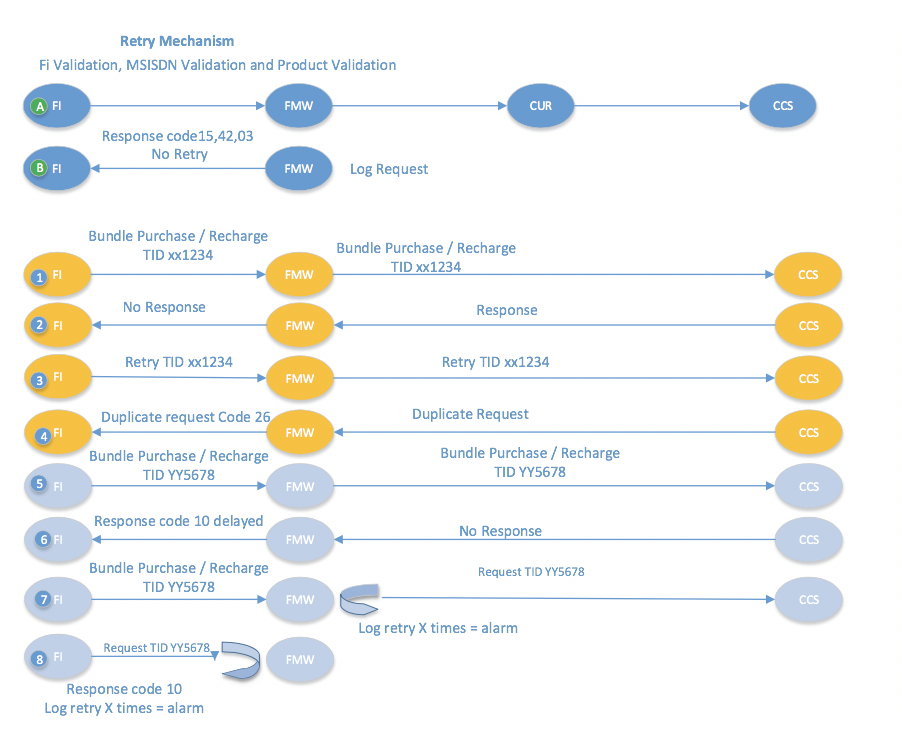 Retry Mechanism
Fi Validation, MSISDN Validation and Product Validation
A FI FMW CUR CCS
Response code15,42,03
No Retry
B FI FMW Log Request
Bundle Purchase / Recharge
TID xx1234
Bundle Purchase / Recharge
TID xx1234
1 FI FMW CCS
No Response Response
2 FI FMW CCS
Retry TID xx1234 Retry TID xx1234
3 FI FMW CCS
Duplicate request Code 26 Duplicate Request
4 FI FMW CCS
Bundle Purchase / Recharge
TID YY5678
Bundle Purchase / Recharge
TID YY5678
5 FI FMW CCS
Response code 10 delayed No Response
6 FI FMW CCS
Bundle Purchase / Recharge
TID YY5678
Request TID YY5678
7 FI FMW CCS
Log retry X times = alarm
Request TID YY5678
8 FI FMW
Response code 10
Log retry X times = alarm